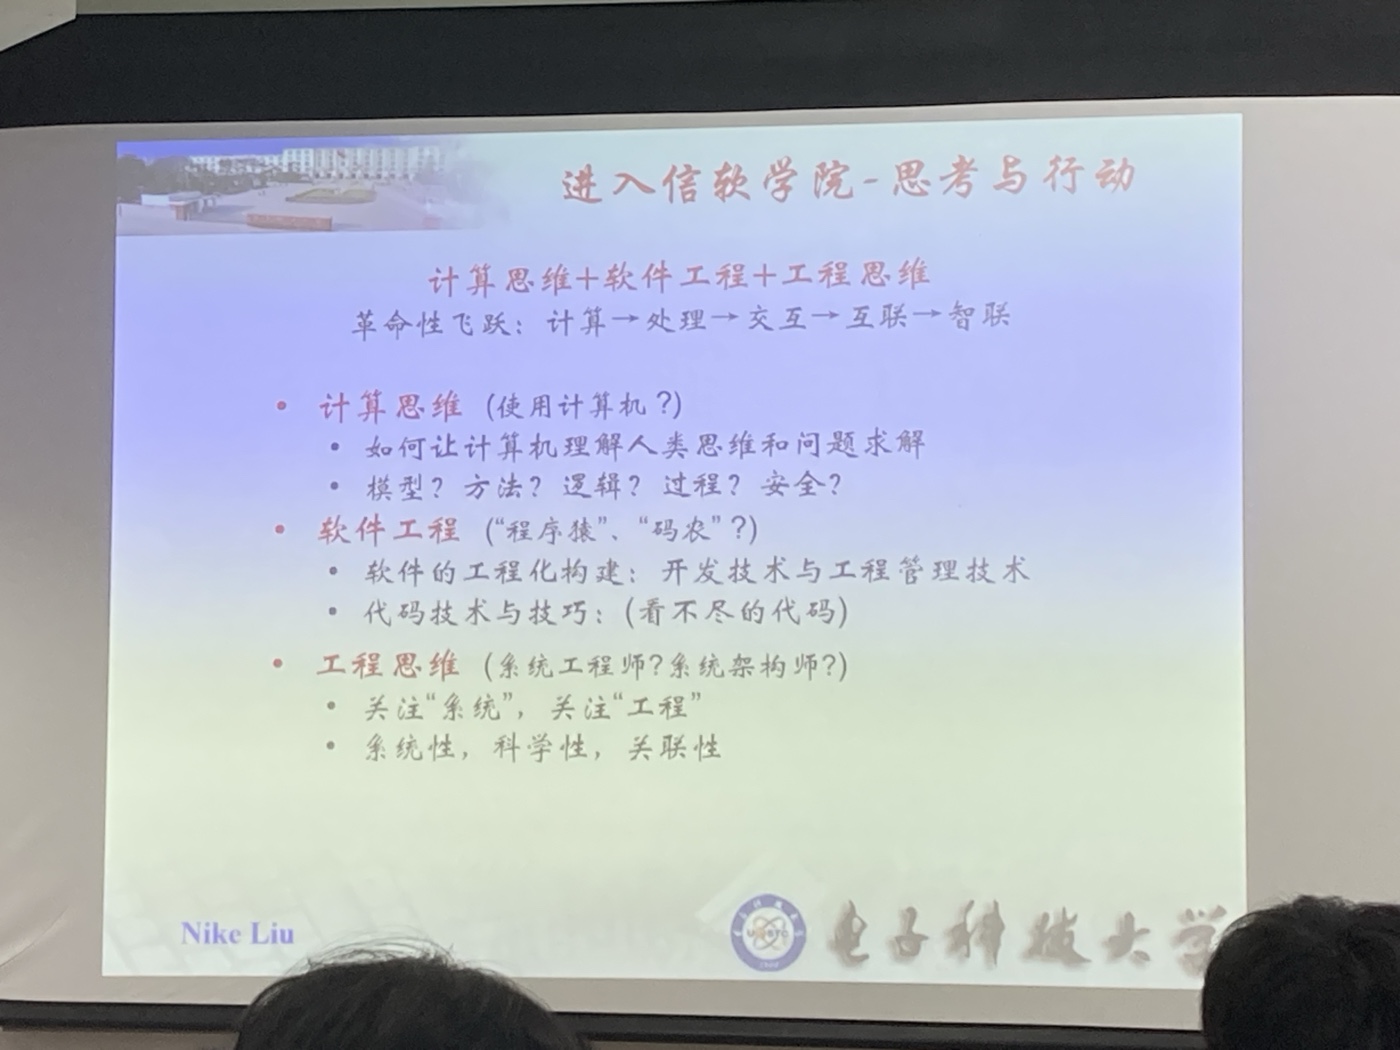 进入信软学院-思考与行动
计算思维+软件工程+工程思维
革命性飞跃：计算→处理→交互→互联→智联
• 计算思维（使用计算机？）
• 如何让计算机理解人类思维和问题求解
• 模型？方法？逻辑？过程？安全？
• 软件工程（“程序猿”、“码农”？）
• 软件的工程化构建：开发技术与工程管理技术
• 代码技术与技巧：（看不尽的代码）
• 工程思维（系统工程师？系统架构师？）
• 关注“系统”，关注“工程”
• 系统性，科学性，关联性
Nike Liu
电子科技大学